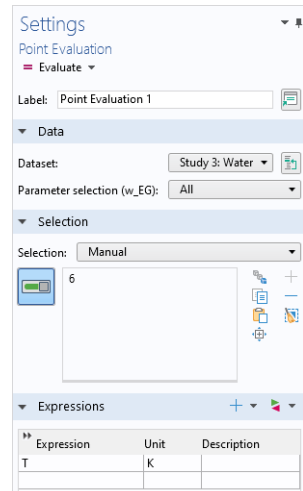 Settings
Point Evaluation
= Evaluate
Label: Point Evaluation 1
Data
Dataset: Study 3: Water
Parameter selection (w_EG): All
Selection
Selection: Manual
6
Expressions
Expression Unit Description
T K